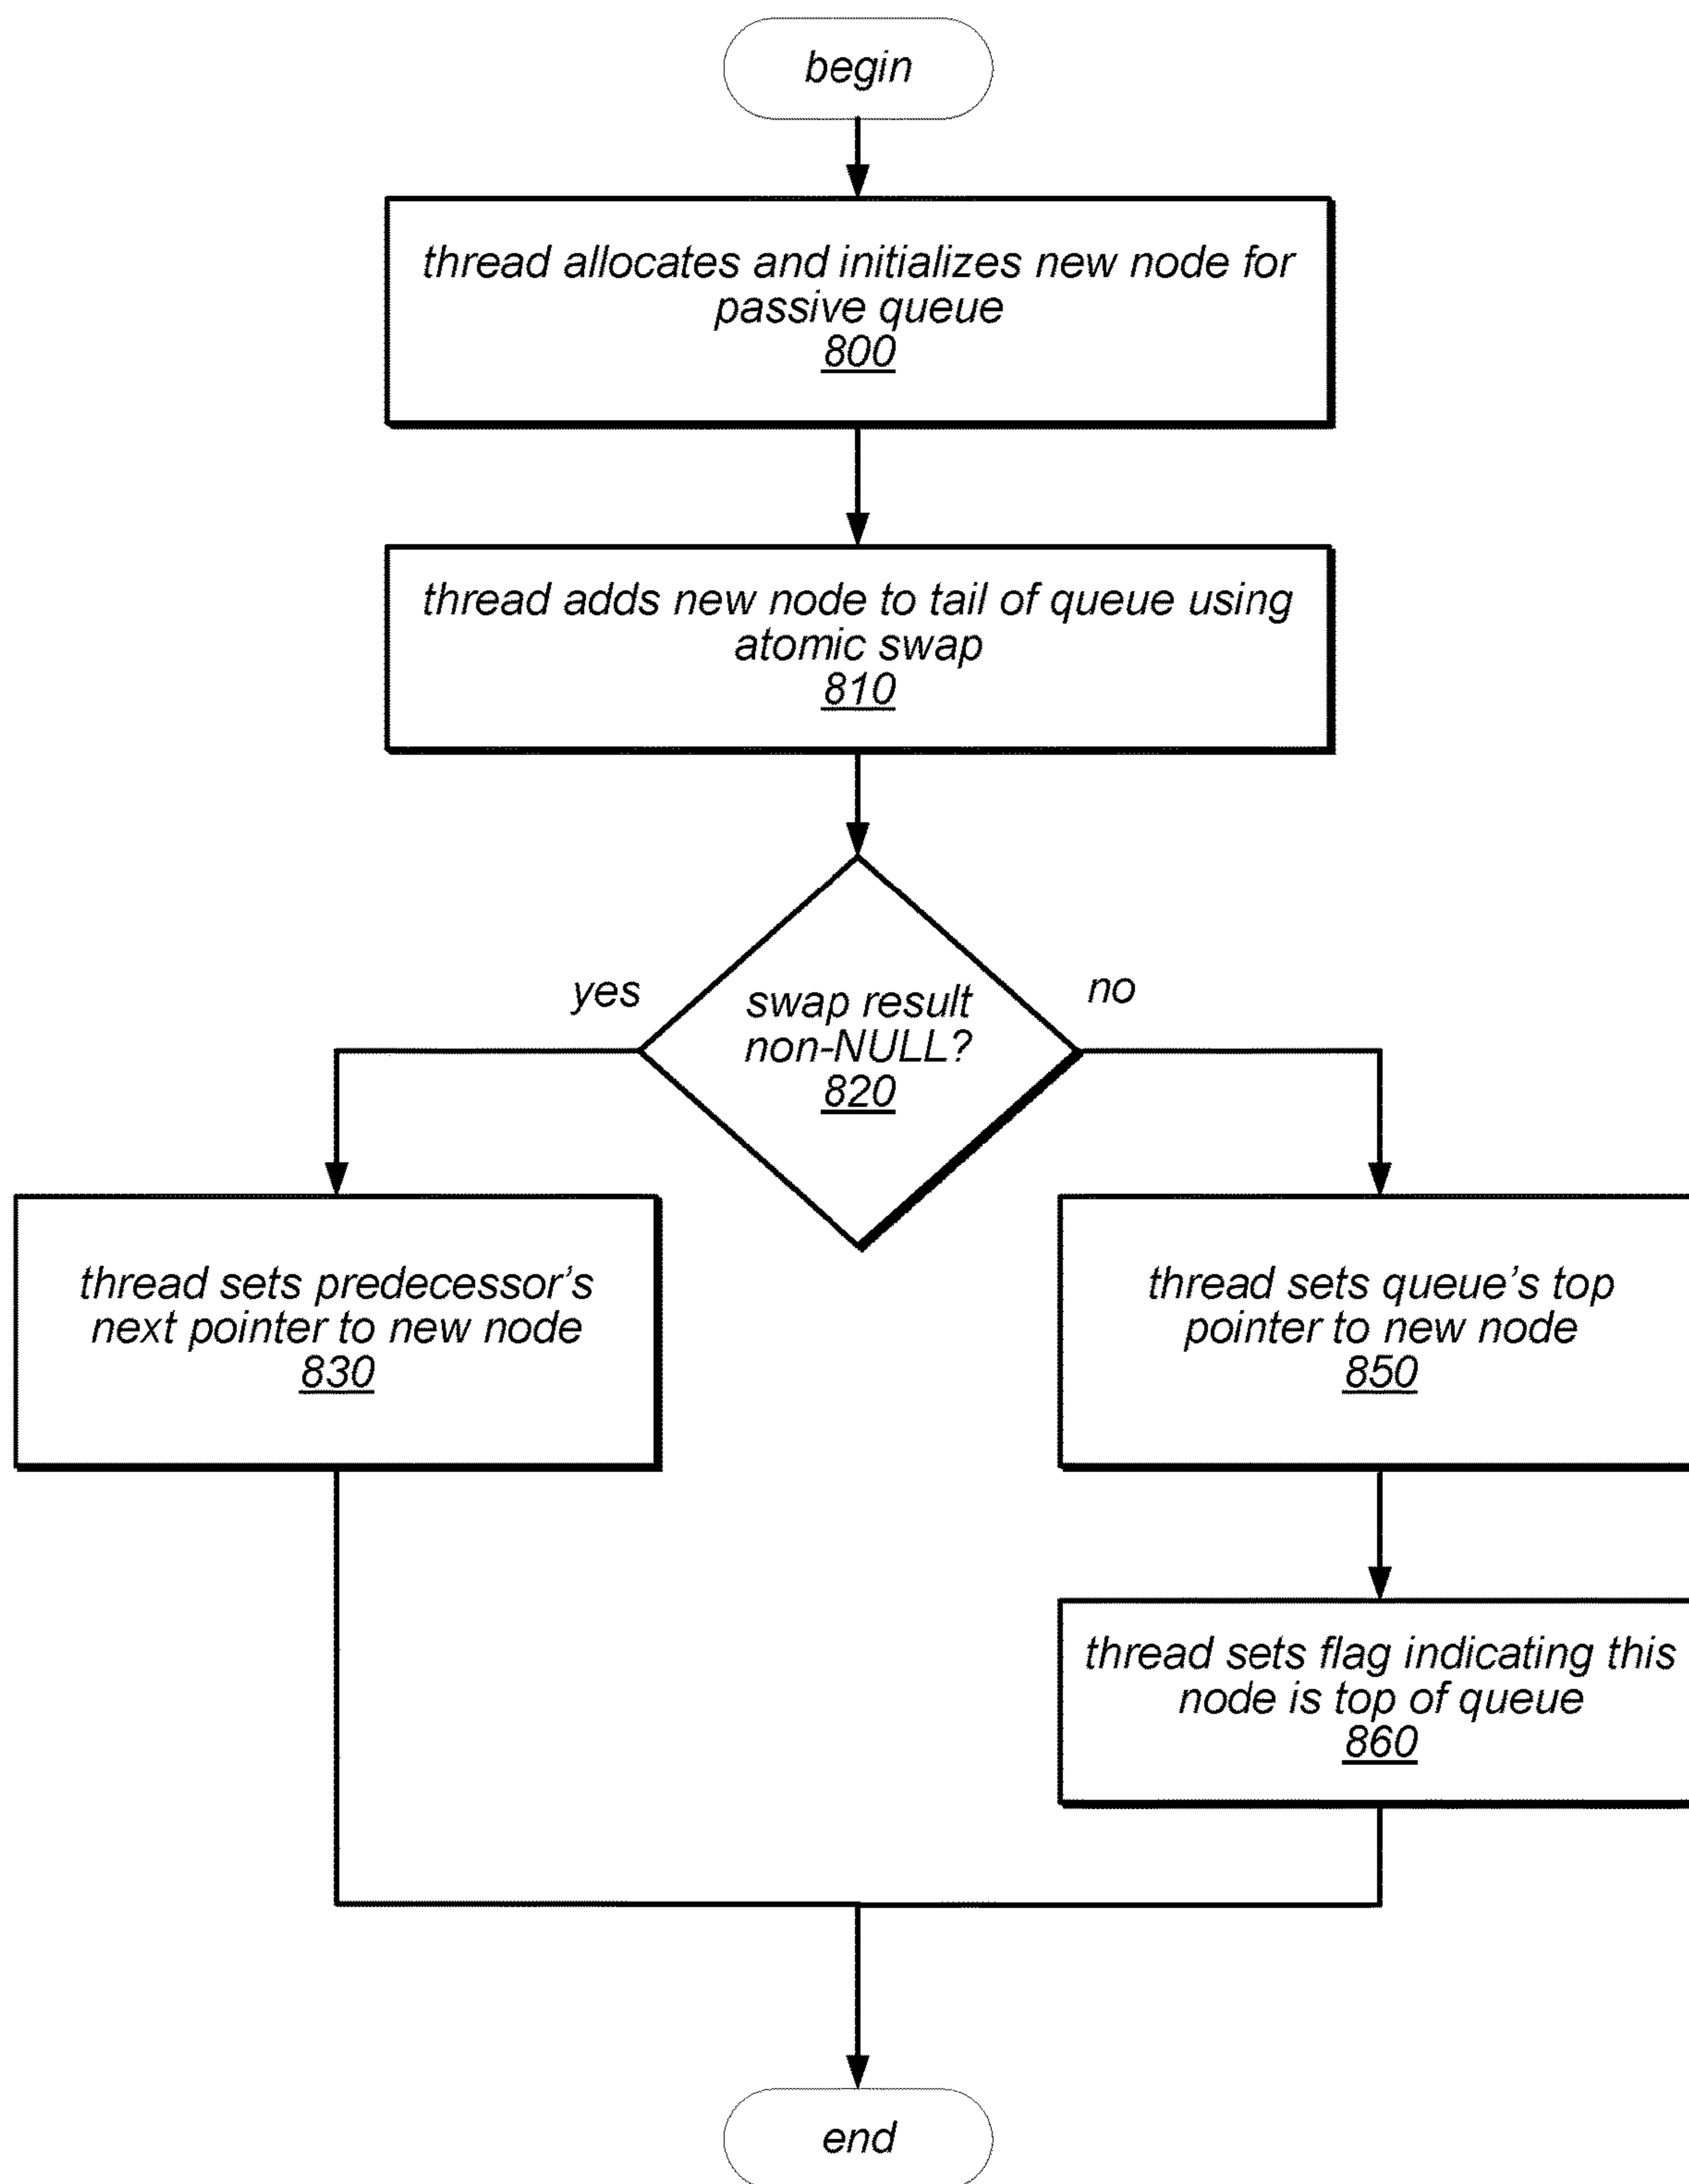 begin
thread allocates and initializes new node for
passive queue
800
thread adds new node to tail of queue using
atomic swap
810
yes
no
swap result
non-NULL?
820
thread sets predecessor's
next pointer to new node
830
thread sets queue's top
pointer to new node
850
thread sets flag indicating this
node is top of queue
860
end